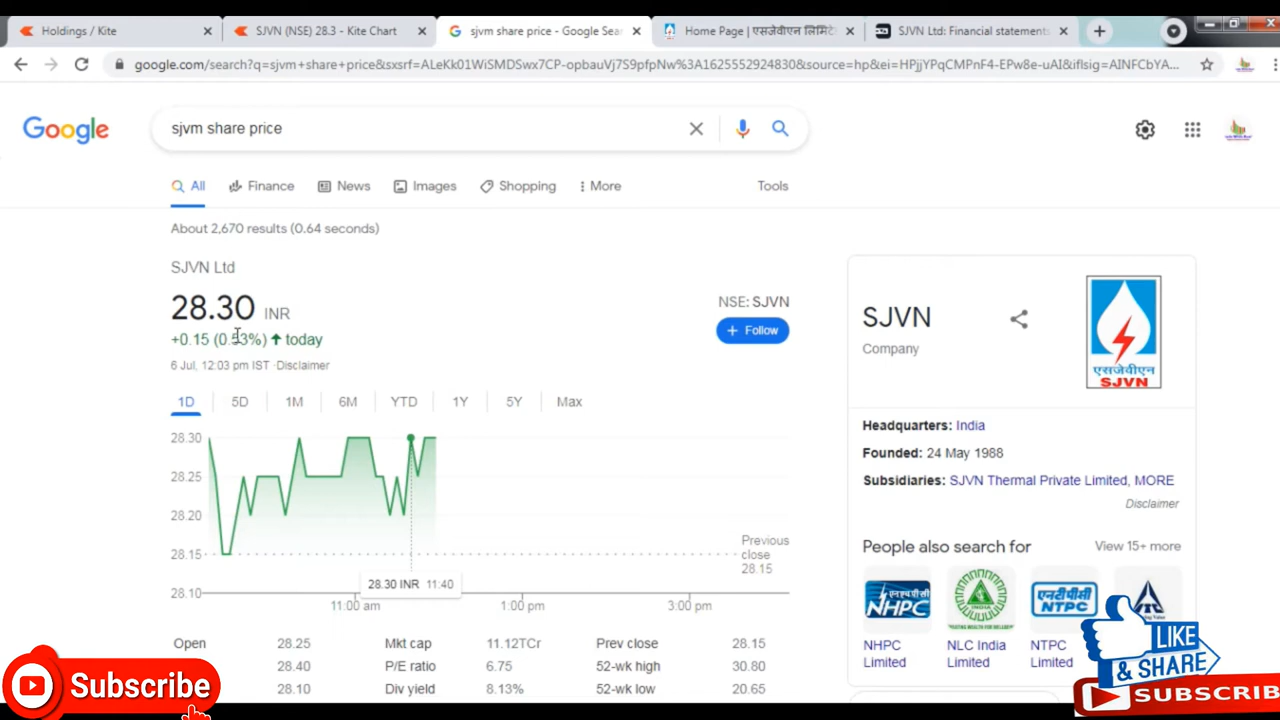 Holdings / Kite
SJVN (NSE) 28.3 - Kite Chart
sjvm share price - Google Sea
Home Page | एसजेवीएन लिमिटे
SJVN Ltd: Financial statements
google.com/search?q=sjvm+share+price&sxsrf=ALeKk01WiSMDSwx7CP-opbauVj7S9pfpNw%3A1625552924830&source=hp&ei=HPjjYPqCMPnF4-EPw8e-uAI&iflsig=AINFCbYA...
Google
sjvm share price
All
Finance
News
Images
Shopping
More
Tools
About 2,670 results (0.64 seconds)
SJVN Ltd
28.30 INR
+0.15 (0.53%) today
6 Jul, 12:03 pm IST · Disclaimer
NSE: SJVN
+ Follow
1D 5D 1M 6M YTD 1Y 5Y Max
28.30
28.25
28.20
28.15
28.10
Previous
close
28.15
28.30 INR 11:40
11:00 am 1:00 pm 3:00 pm
Open 28.25 Mkt cap 11.12TCr Prev close 28.15
28.40 P/E ratio 6.75 52-wk high 30.80
28.10 Div yield 8.13% 52-wk low 20.65
SJVN
Company
एसजेवीएन
SJVN
Headquarters: India
Founded: 24 May 1988
Subsidiaries: SJVN Thermal Private Limited, MORE
Disclaimer
People also search for
View 15+ more
एनएचपीसी
NHPC
INDIA
एनटीपीसी
NTPC
NHPC
Limited
NLC India
Limited
NTPC
Limited
LIKE
& SHARE
Subscribe
SUBSCRIB